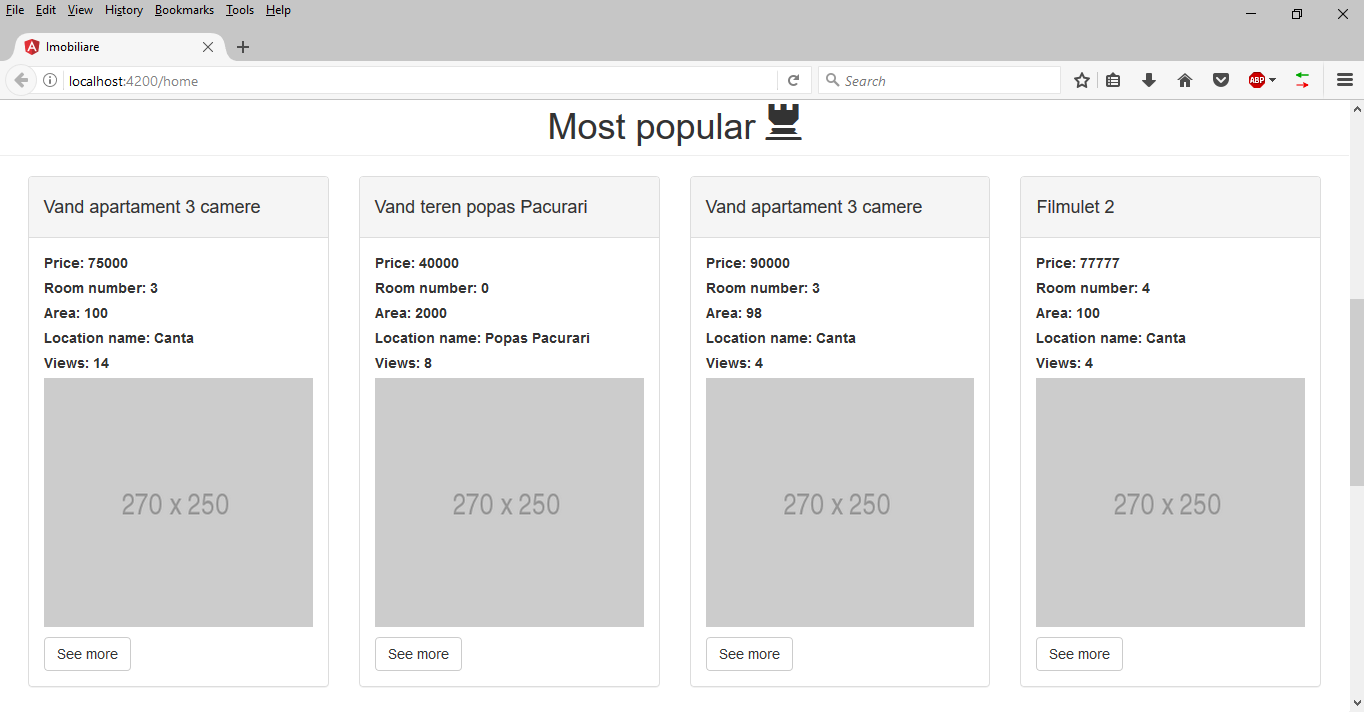 File Edit View History Bookmarks Tools Help
Imobiliare
localhost:4200/home
Search
ABP
Most popular
Vand apartament 3 camere
Price: 75000
Room number: 3
Area: 100
Location name: Canta
Views: 14
270 x 250
See more
Vand teren popas Pacurari
Price: 40000
Room number: 0
Area: 2000
Location name: Popas Pacurari
Views: 8
270 x 250
See more
Vand apartament 3 camere
Price: 90000
Room number: 3
Area: 98
Location name: Canta
Views: 4
270 x 250
See more
Filmulet 2
Price: 77777
Room number: 4
Area: 100
Location name: Canta
Views: 4
270 x 250
See more